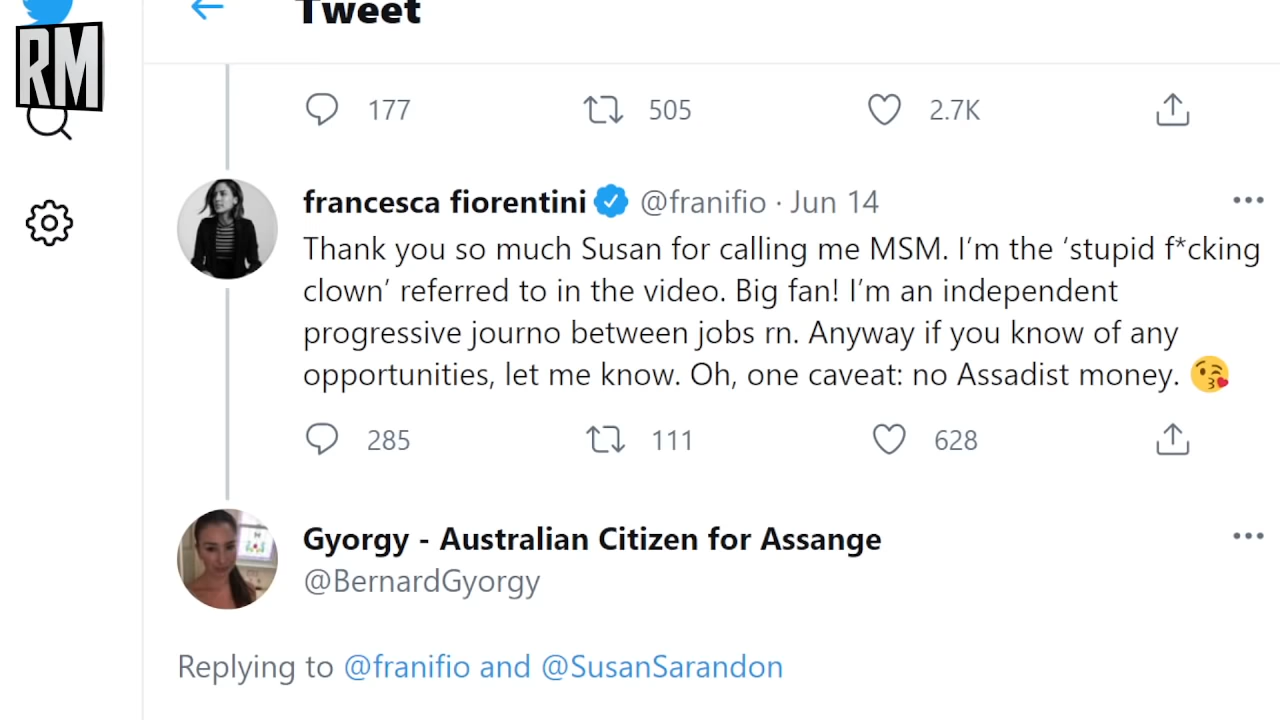 Tweet
RM
177 505 2.7K
francesca fiorentini @franifio · Jun 14
Thank you so much Susan for calling me MSM. I’m the ‘stupid f*cking
clown’ referred to in the video. Big fan! I’m an independent
progressive journo between jobs rn. Anyway if you know of any
opportunities, let me know. Oh, one caveat: no Assadist money. 😘
285 111 628
Gyorgy - Australian Citizen for Assange
@BernardGyorgy
Replying to @franifio and @SusanSarandon